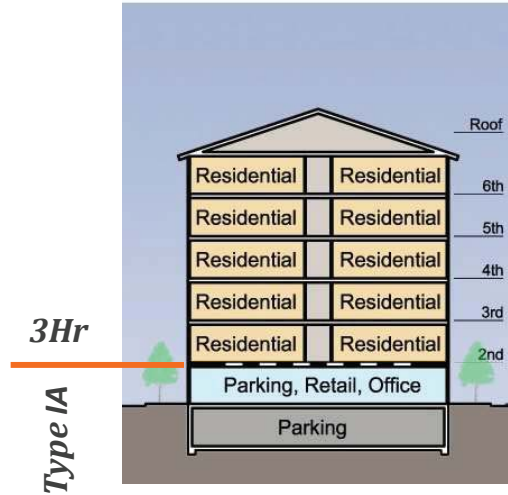 Roof
Residential Residential
6th
Residential Residential
5th
Residential Residential
4th
Residential Residential
3rd
3Hr
Residential Residential
2nd
Parking, Retail, Office
Type IA
Parking